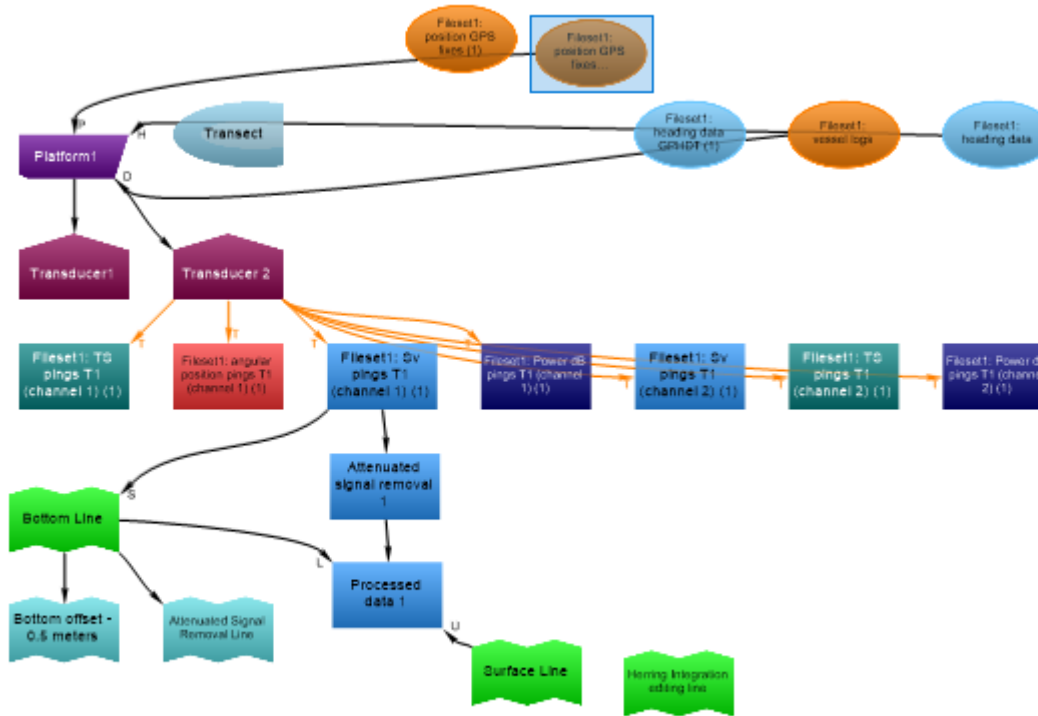 Fileset1:
position GPS
fixes (1)
Fileset1:
position GPS
fixes...
P
H
Transect
Fileset1:
heading data
GPHDT (1)
Fileset1:
vessel logs
Fileset1:
heading data
Platform1
D
Transducer1
Transducer 2
T
T
T
T
T
T
T
Fileset1: TS
pings T1
(channel 1) (1)
Fileset1: angular
position pings T1
(channel 1) (1)
Fileset1: Sv
pings T1
(channel 1) (1)
Fileset1: Power dB
pings T1 (channel
1) (1)
Fileset1: Sv
pings T1
(channel 2) (1)
Fileset1: TS
pings T1
(channel 2) (1)
Fileset1: Power d
pings T1 (channe
2) (1)
Attenuated
signal removal
1
S
Bottom Line
L
Processed
data 1
Bottom offset -
0.5 meters
Attenuated Signal
Removal Line
U
Surface Line
Herring Integration
editing line